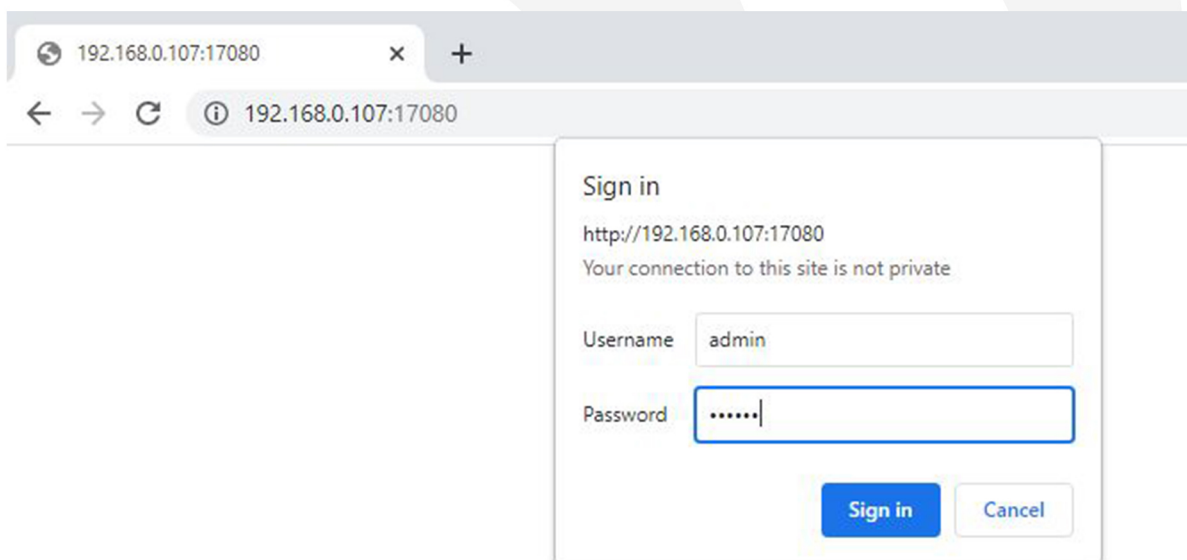 192.168.0.107:17080
192.168.0.107:17080
Sign in
http://192.168.0.107:17080
Your connection to this site is not private
Username admin
Password ••••••
Sign in Cancel